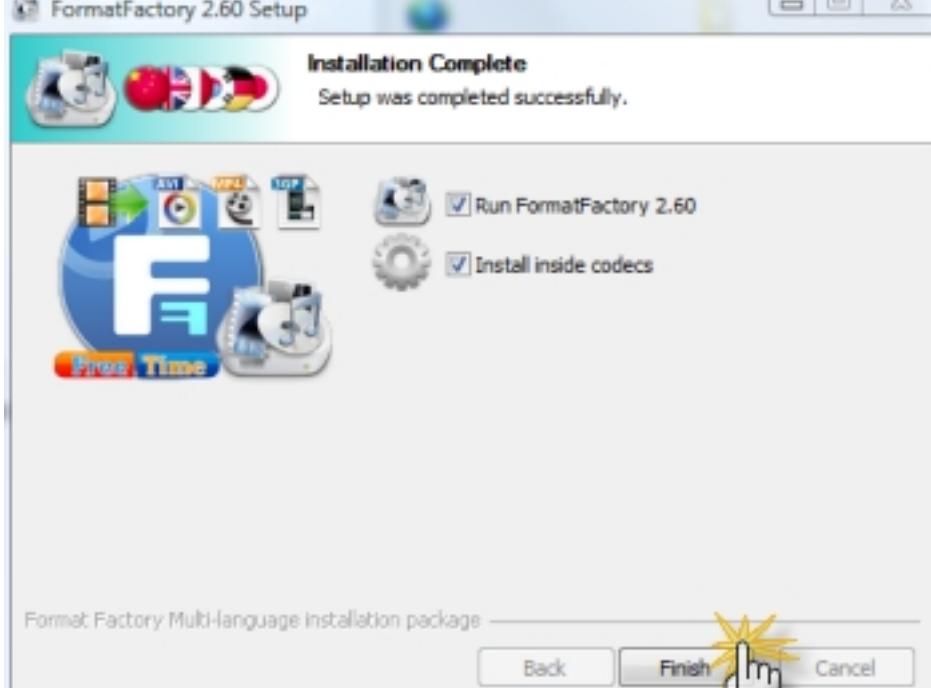 FormatFactory 2.60 Setup
Installation Complete
Setup was completed successfully.
AVI
MP4
3GP
Run FormatFactory 2.60
Install inside codecs
FF
Free Time
Format Factory Multi-language installation package
Back
Finish
Cancel